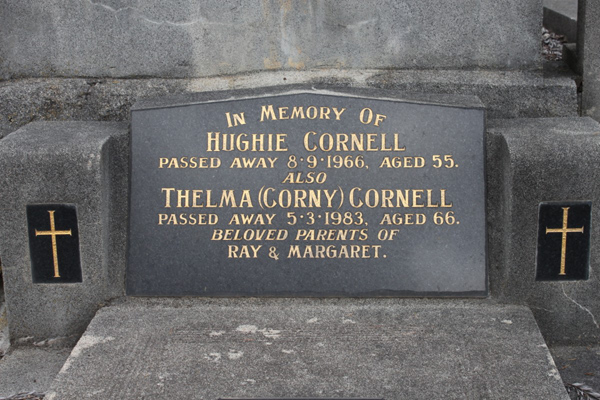 In Memory Of
HUGHIE CORNELL
PASSED AWAY 8·9·1966, AGED 55.
ALSO
THELMA (CORNY) CORNELL
PASSED AWAY 5·3·1983, AGED 66.
BELOVED PARENTS OF
RAY & MARGARET.